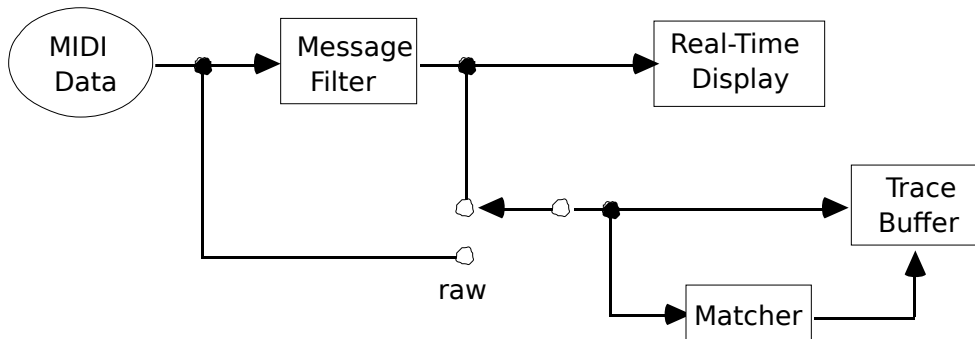 MIDI
Data
Message
Filter
Real-Time
Display
Trace
Buffer
raw
Matcher